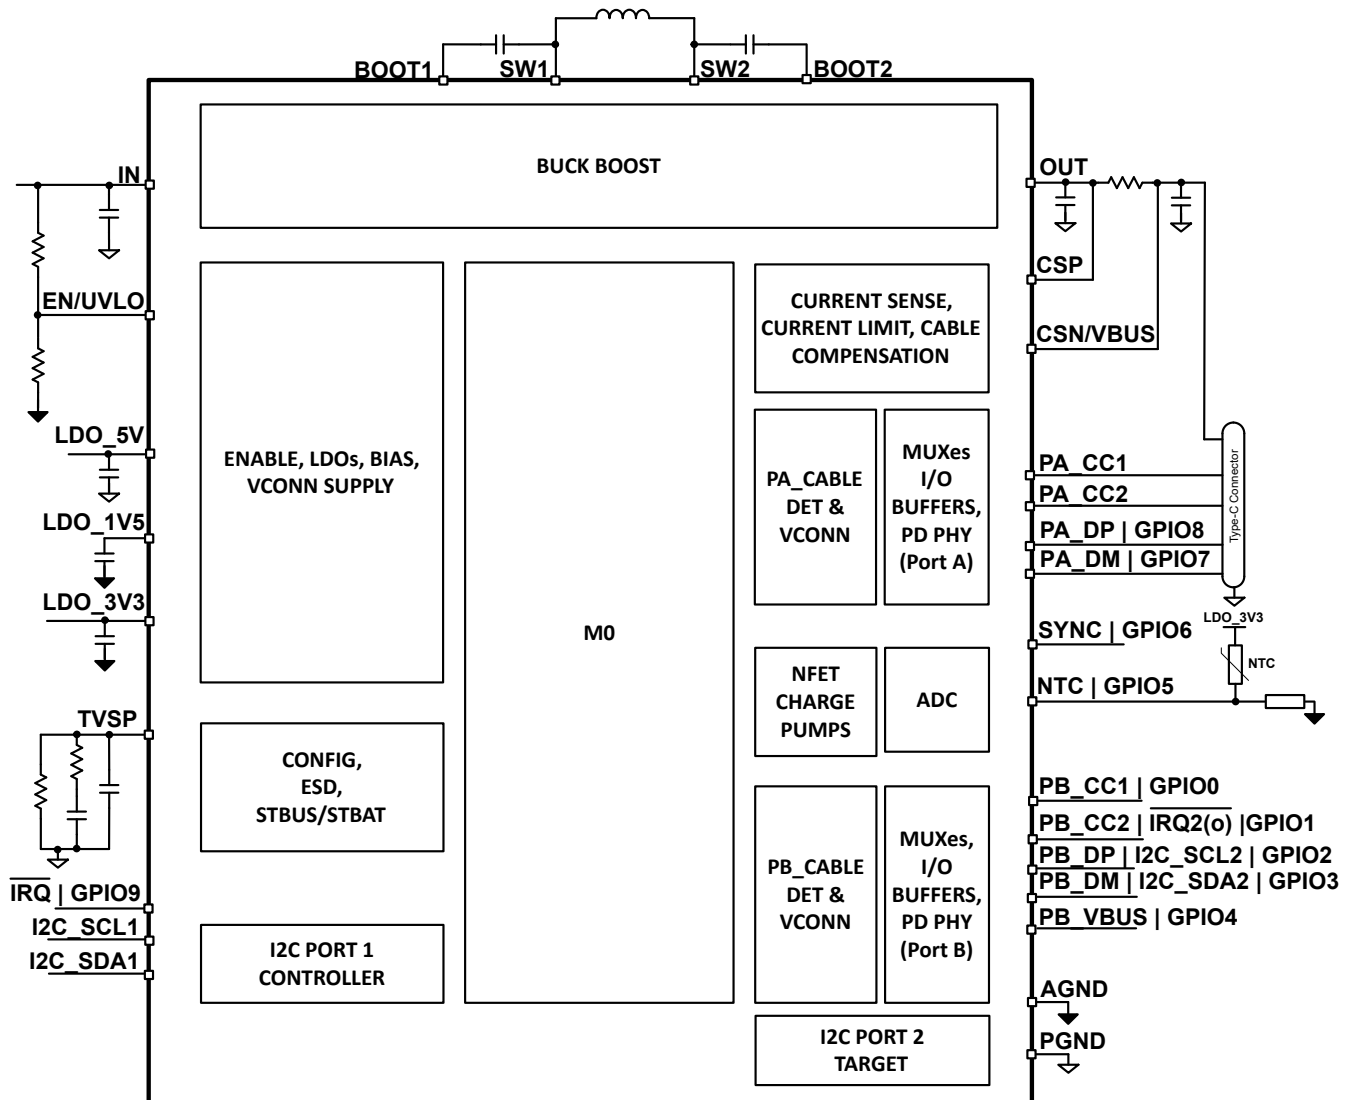 BOOT1
SW1
SW2
BOOT2
BUCK BOOST
IN
EN/UVLO
LDO_5V
LDO_1V5
LDO_3V3
TVSP
IRQ | GPIO9
I2C_SCL1
I2C_SDA1
ENABLE, LDOs, BIAS,
VCONN SUPPLY
CONFIG,
ESD,
STBUS/STBAT
I2C PORT 1
CONTROLLER
M0
CURRENT SENSE,
CURRENT LIMIT, CABLE
COMPENSATION
PA_CABLE
DET &
VCONN
MUXes
I/O
BUFFERS,
PD PHY
(Port A)
NFET
CHARGE
PUMPS
ADC
PB_CABLE
DET &
VCONN
MUXes,
I/O
BUFFERS,
PD PHY
(Port B)
I2C PORT 2
TARGET
OUT
CSP
CSN/VBUS
PA_CC1
PA_CC2
PA_DP | GPIO8
PA_DM | GPIO7
Type-C Connector
SYNC | GPIO6
LDO_3V3
NTC
NTC | GPIO5
PB_CC1 | GPIO0
PB_CC2 | IRQ2(o) |GPIO1
PB_DP | I2C_SCL2 | GPIO2
PB_DM | I2C_SDA2 | GPIO3
PB_VBUS | GPIO4
AGND
PGND